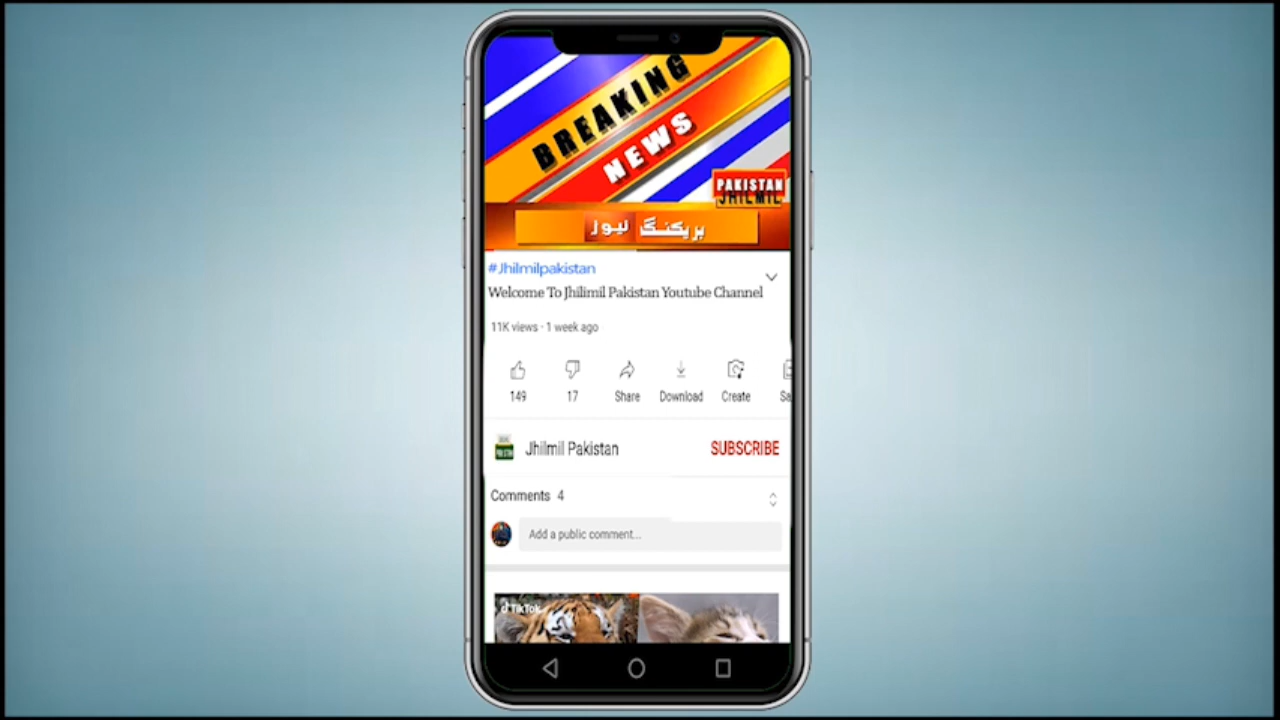 BREAKING
NEWS
PAKISTAN
JHILMIL
بریکنگ نیوز
#Jhilmilpakistan
Welcome To Jhilimil Pakistan Youtube Channel
11K views · 1 week ago
149
17
Share
Download
Create
Sa
Jhilmil Pakistan
SUBSCRIBE
Comments 4
Add a public comment...
TikTok